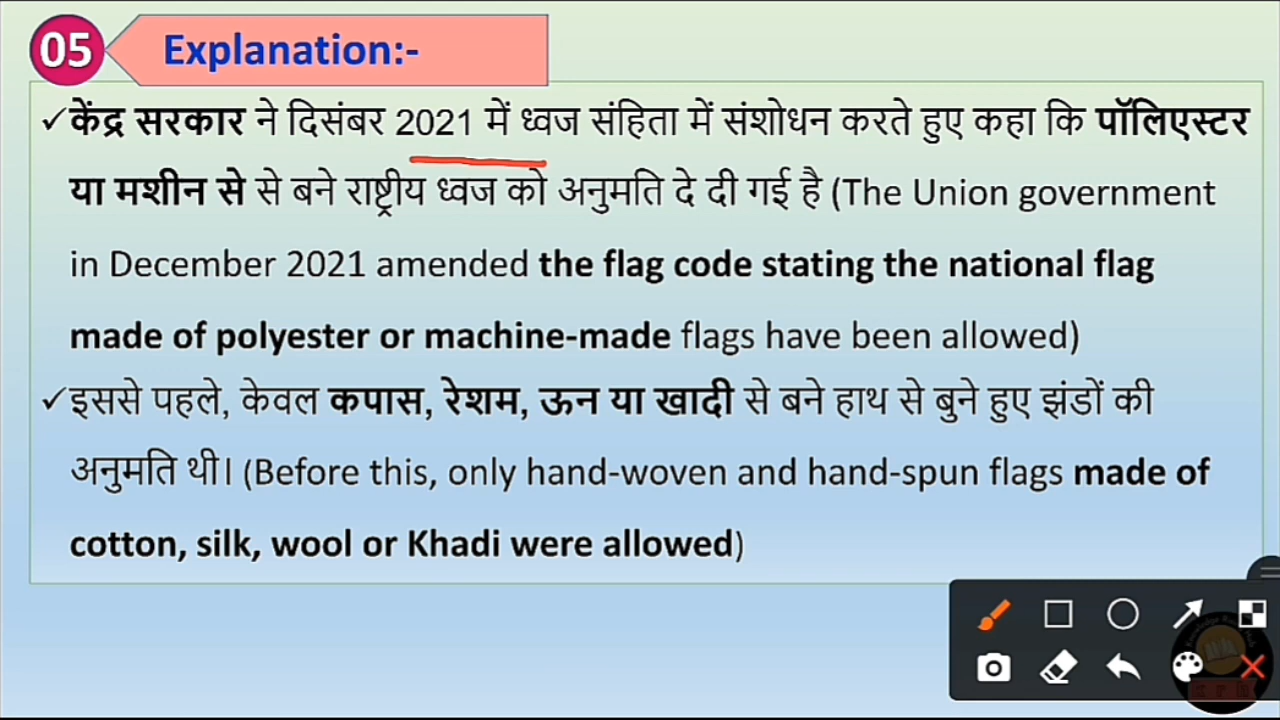 05 Explanation:-
✓केंद्र सरकार ने दिसंबर 2021 में ध्वज संहिता में संशोधन करते हुए कहा कि पॉलिएस्टर
या मशीन से से बने राष्ट्रीय ध्वज को अनुमति दे दी गई है (The Union government
in December 2021 amended the flag code stating the national flag
made of polyester or machine-made flags have been allowed)
✓इससे पहले, केवल कपास, रेशम, ऊन या खादी से बने हाथ से बुने हुए झंडों की
अनुमति थी। (Before this, only hand-woven and hand-spun flags made of
cotton, silk, wool or Khadi were allowed)